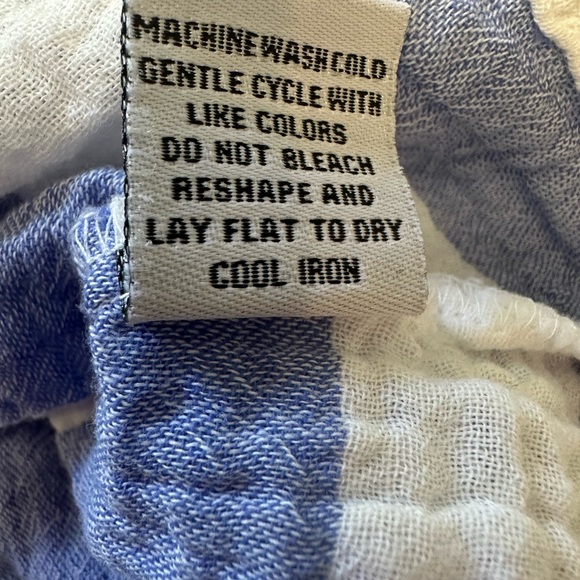 MACHINE WASH COLD
GENTLE CYCLE WITH
LIKE COLORS
DO NOT BLEACH
RESHAPE AND
LAY FLAT TO DRY
COOL IRON